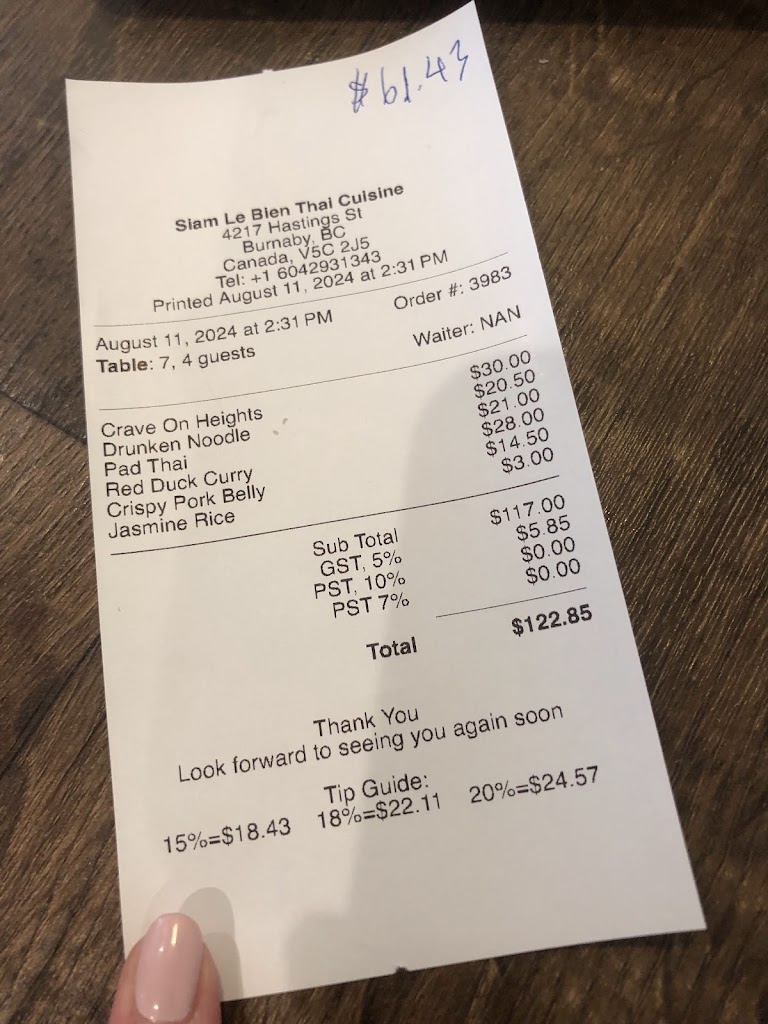 $61.43
Siam Le Bien Thai Cuisine
4217 Hastings St
Burnaby, BC
Canada, V5C 2J5
Tel: +1 6042931343
Printed August 11, 2024 at 2:31 PM
August 11, 2024 at 2:31 PM Order #: 3983
Table: 7, 4 guests Waiter: NAN
Crave On Heights $30.00
Drunken Noodle $20.50
Pad Thai $21.00
Red Duck Curry $28.00
Crispy Pork Belly $14.50
Jasmine Rice $3.00
Sub Total $117.00
GST, 5% $5.85
PST, 10% $0.00
PST 7% $0.00
Total $122.85
Thank You
Look forward to seeing you again soon
Tip Guide:
15%=$18.43 18%=$22.11 20%=$24.57